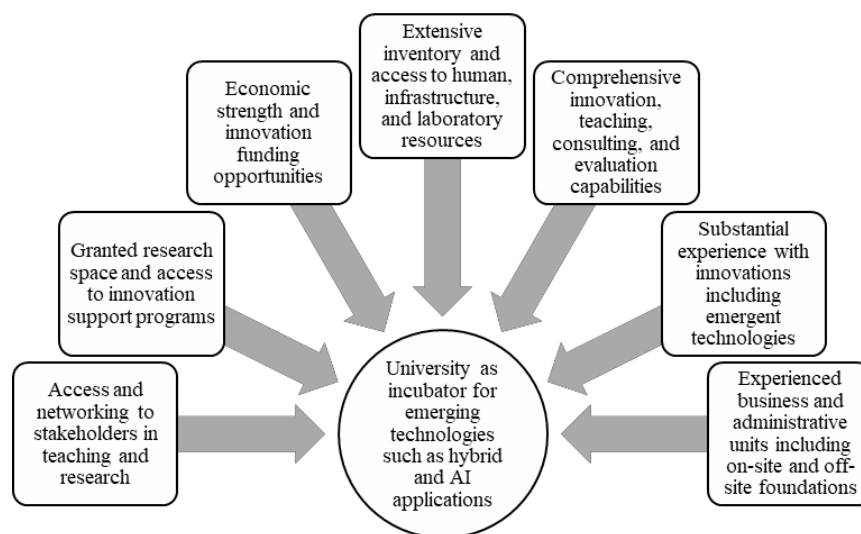 Extensive
inventory and
access to human,
infrastructure,
and laboratory
resources
Economic
strength and
innovation
funding
opportunities
Comprehensive
innovation,
teaching,
consulting, and
evaluation
capabilities
Granted research
space and access
to innovation
support programs
Substantial
experience with
innovations
including
emergent
technologies
Access and
networking to
stakeholders in
teaching and
research
University as
incubator for
emerging
technologies
such as hybrid
and AI
applications
Experienced
business and
administrative
units including
on-site and off-
site foundations